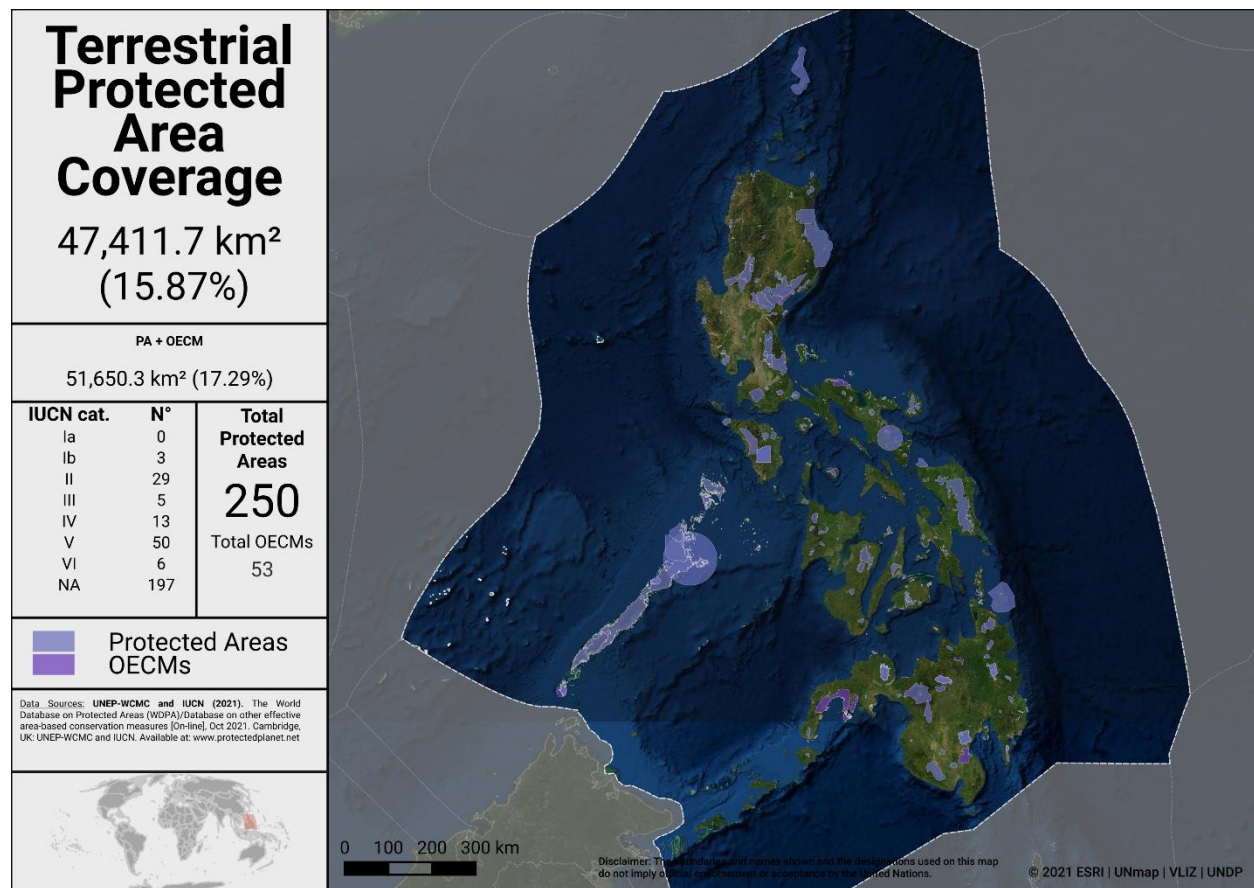 Terrestrial
Protected
Area
Coverage
47,411.7 km²
(15.87%)
PA + OECM
51,650.3 km² (17.29%)
IUCN cat. N°
Ia 0
Ib 3
II 29
III 5
IV 13
V 50
VI 6
NA 197
Total
Protected
Areas
250
Total OECMs
53
Protected Areas
OECMs
Data Sources: UNEP-WCMC and IUCN (2021). The World
Database on Protected Areas (WDPA)/Database on other effective
area-based conservation measures [On-line], Oct 2021. Cambridge,
UK: UNEP-WCMC and IUCN. Available at: www.protectedplanet.net
0 100 200 300 km
Disclaimer: The boundaries and names shown and the designations used on this map
do not imply official endorsement or acceptance by the United Nations.
© 2021 ESRI | UNmap | VLIZ | UNDP